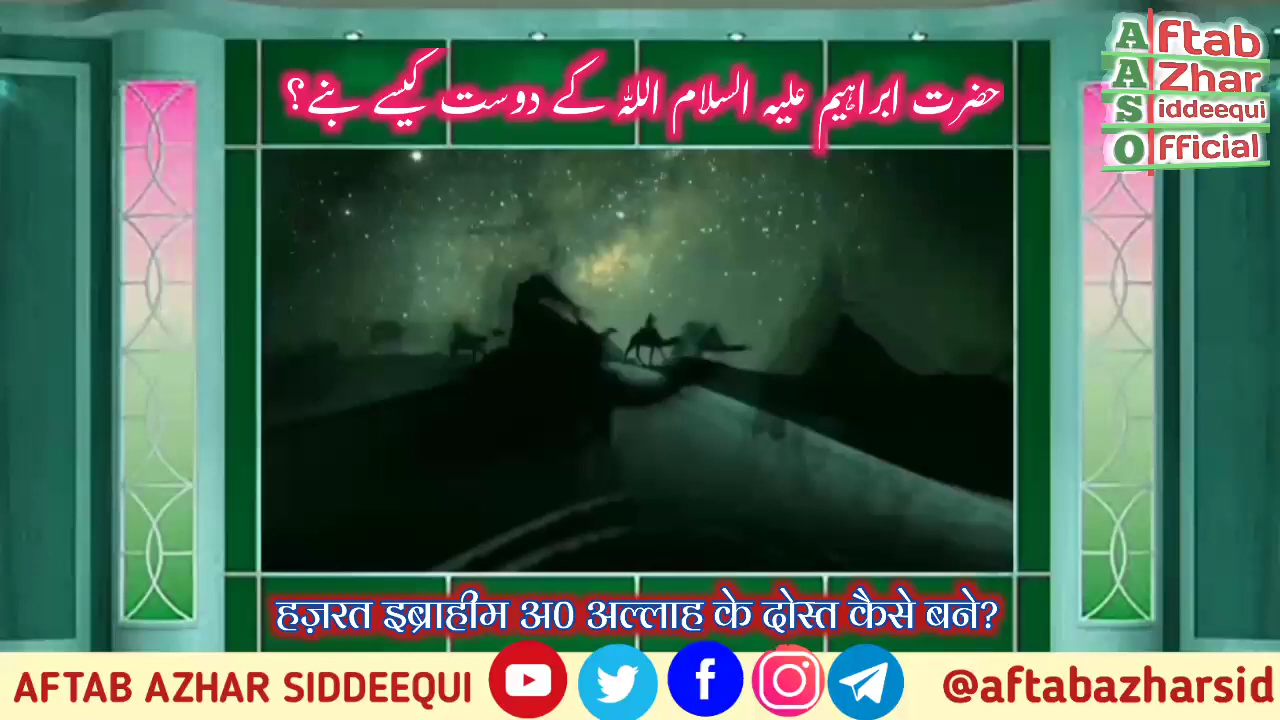 حضرت ابراہیم علیہ السلام اللہ کے دوست کیسے بنے؟
Aftab
Azhar
Siddeequi
Official
हज़रत इब्राहीम अ0 अल्लाह के दोस्त कैसे बने?
AFTAB AZHAR SIDDEEQUI
@aftabazharsid